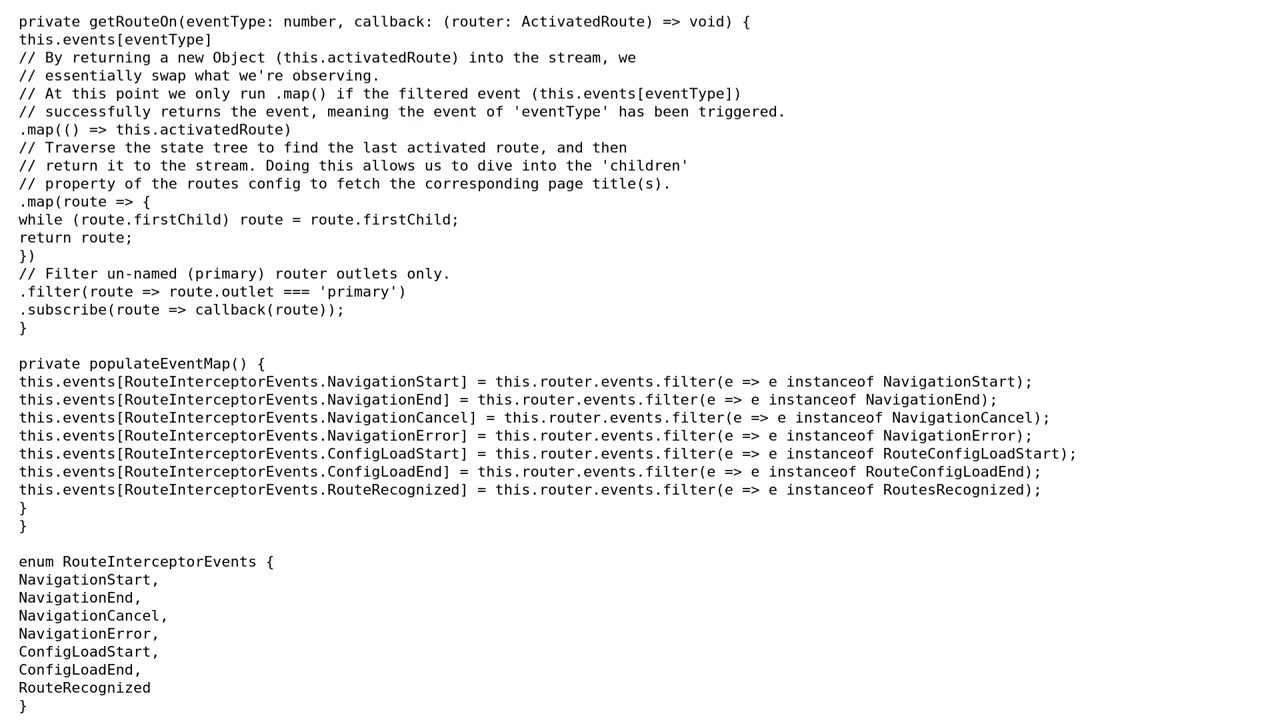 private getRouteOn(eventType: number, callback: (router: ActivatedRoute) => void) {
this.events[eventType]
// By returning a new Object (this.activatedRoute) into the stream, we
// essentially swap what we're observing.
// At this point we only run .map() if the filtered event (this.events[eventType])
// successfully returns the event, meaning the event of 'eventType' has been triggered.
.map(() => this.activatedRoute)
// Traverse the state tree to find the last activated route, and then
// return it to the stream. Doing this allows us to dive into the 'children'
// property of the routes config to fetch the corresponding page title(s).
.map(route => {
while (route.firstChild) route = route.firstChild;
return route;
})
// Filter un-named (primary) router outlets only.
.filter(route => route.outlet === 'primary')
.subscribe(route => callback(route));
}

private populateEventMap() {
this.events[RouteInterceptorEvents.NavigationStart] = this.router.events.filter(e => e instanceof NavigationStart);
this.events[RouteInterceptorEvents.NavigationEnd] = this.router.events.filter(e => e instanceof NavigationEnd);
this.events[RouteInterceptorEvents.NavigationCancel] = this.router.events.filter(e => e instanceof NavigationCancel);
this.events[RouteInterceptorEvents.NavigationError] = this.router.events.filter(e => e instanceof NavigationError);
this.events[RouteInterceptorEvents.ConfigLoadStart] = this.router.events.filter(e => e instanceof RouteConfigLoadStart);
this.events[RouteInterceptorEvents.ConfigLoadEnd] = this.router.events.filter(e => e instanceof RouteConfigLoadEnd);
this.events[RouteInterceptorEvents.RouteRecognized] = this.router.events.filter(e => e instanceof RoutesRecognized);
}
}

enum RouteInterceptorEvents {
NavigationStart,
NavigationEnd,
NavigationCancel,
NavigationError,
ConfigLoadStart,
ConfigLoadEnd,
RouteRecognized
}